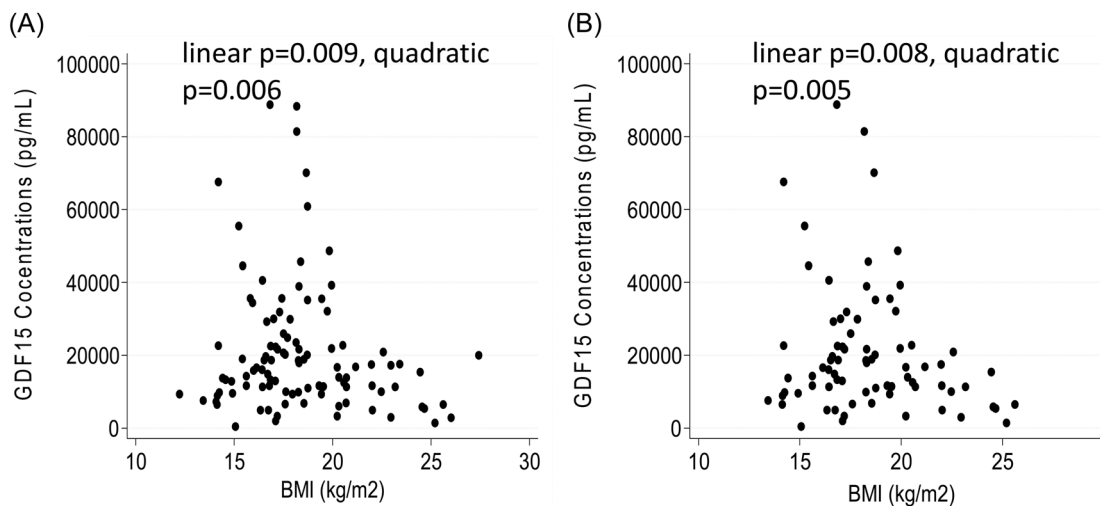 (A)
linear p=0.009, quadratic
p=0.006
GDF15 Cocentrations (pg/mL)
100000
80000
60000
40000
20000
0
10
15
20
25
30
BMI (kg/m2)
(B)
linear p=0.008, quadratic
p=0.005
GDF15 Concentrations (pg/mL)
100000
80000
60000
40000
20000
0
10
15
20
25
BMI (kg/m2)